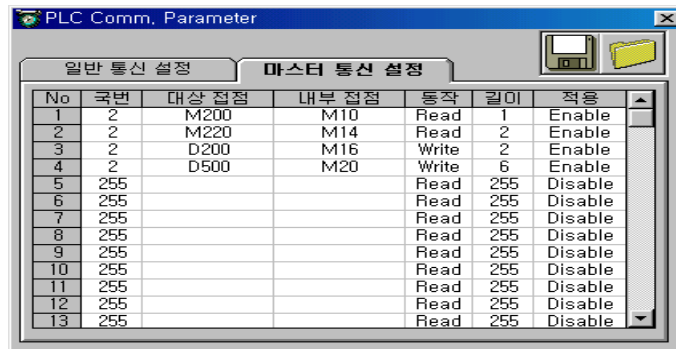 PLC Comm, Parameter
일반 통신 설정 마스터 통신 설정
No 국번 대상 접점 내부 접점 동작 길이 적용
1 2 M200 M10 Read 1 Enable
2 2 M220 M14 Read 2 Enable
3 2 D200 M16 Write 2 Enable
4 2 D500 M20 Write 6 Enable
5 255 Read 255 Disable
6 255 Read 255 Disable
7 255 Read 255 Disable
8 255 Read 255 Disable
9 255 Read 255 Disable
10 255 Read 255 Disable
11 255 Read 255 Disable
12 255 Read 255 Disable
13 255 Read 255 Disable